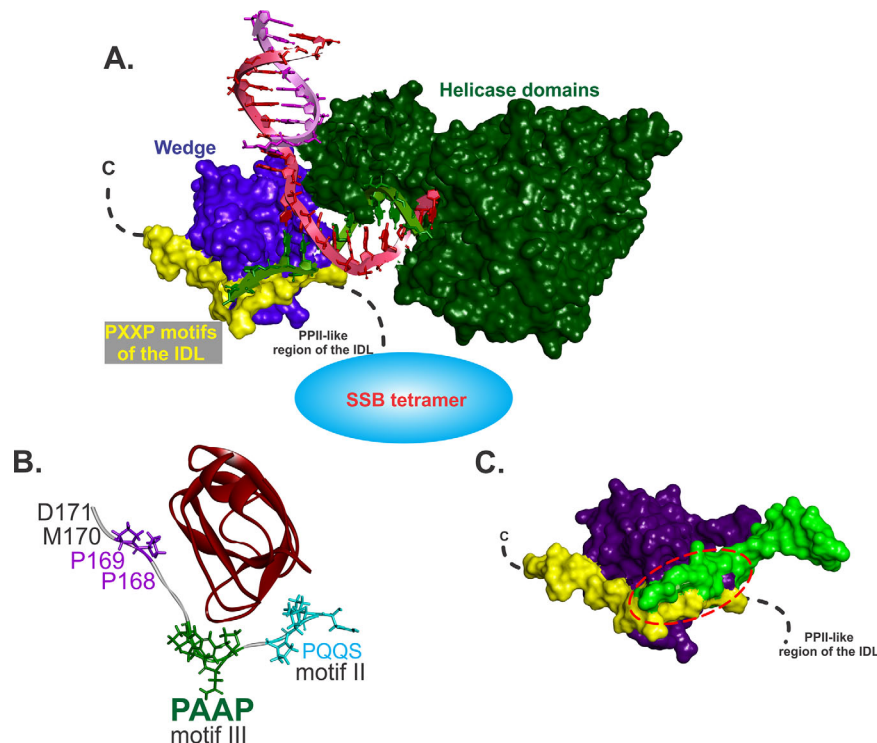 A.
Helicase domains
Wedge
C
PXXP motifs
of the IDL
PPII-like
region of the IDL
SSB tetramer
B.
D171
M170
P169
P168
PQQS
motif II
PAAP
motif III
C.
C
PPII-like
region of the IDL